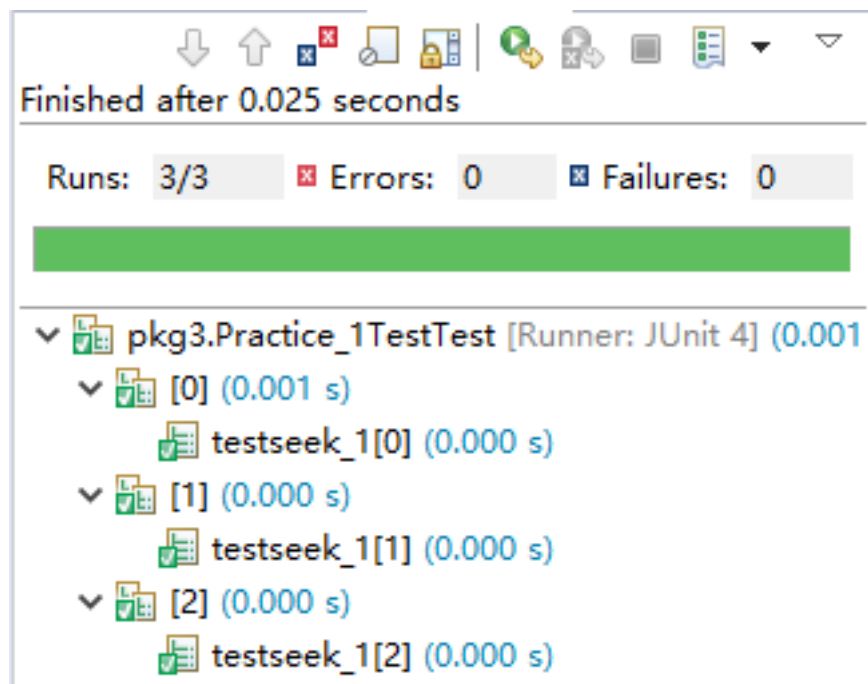 Finished after 0.025 seconds
Runs: 3/3 Errors: 0 Failures: 0
pkg3.Practice_1TestTest [Runner: JUnit 4] (0.001
[0] (0.001 s)
testseek_1[0] (0.000 s)
[1] (0.000 s)
testseek_1[1] (0.000 s)
[2] (0.000 s)
testseek_1[2] (0.000 s)